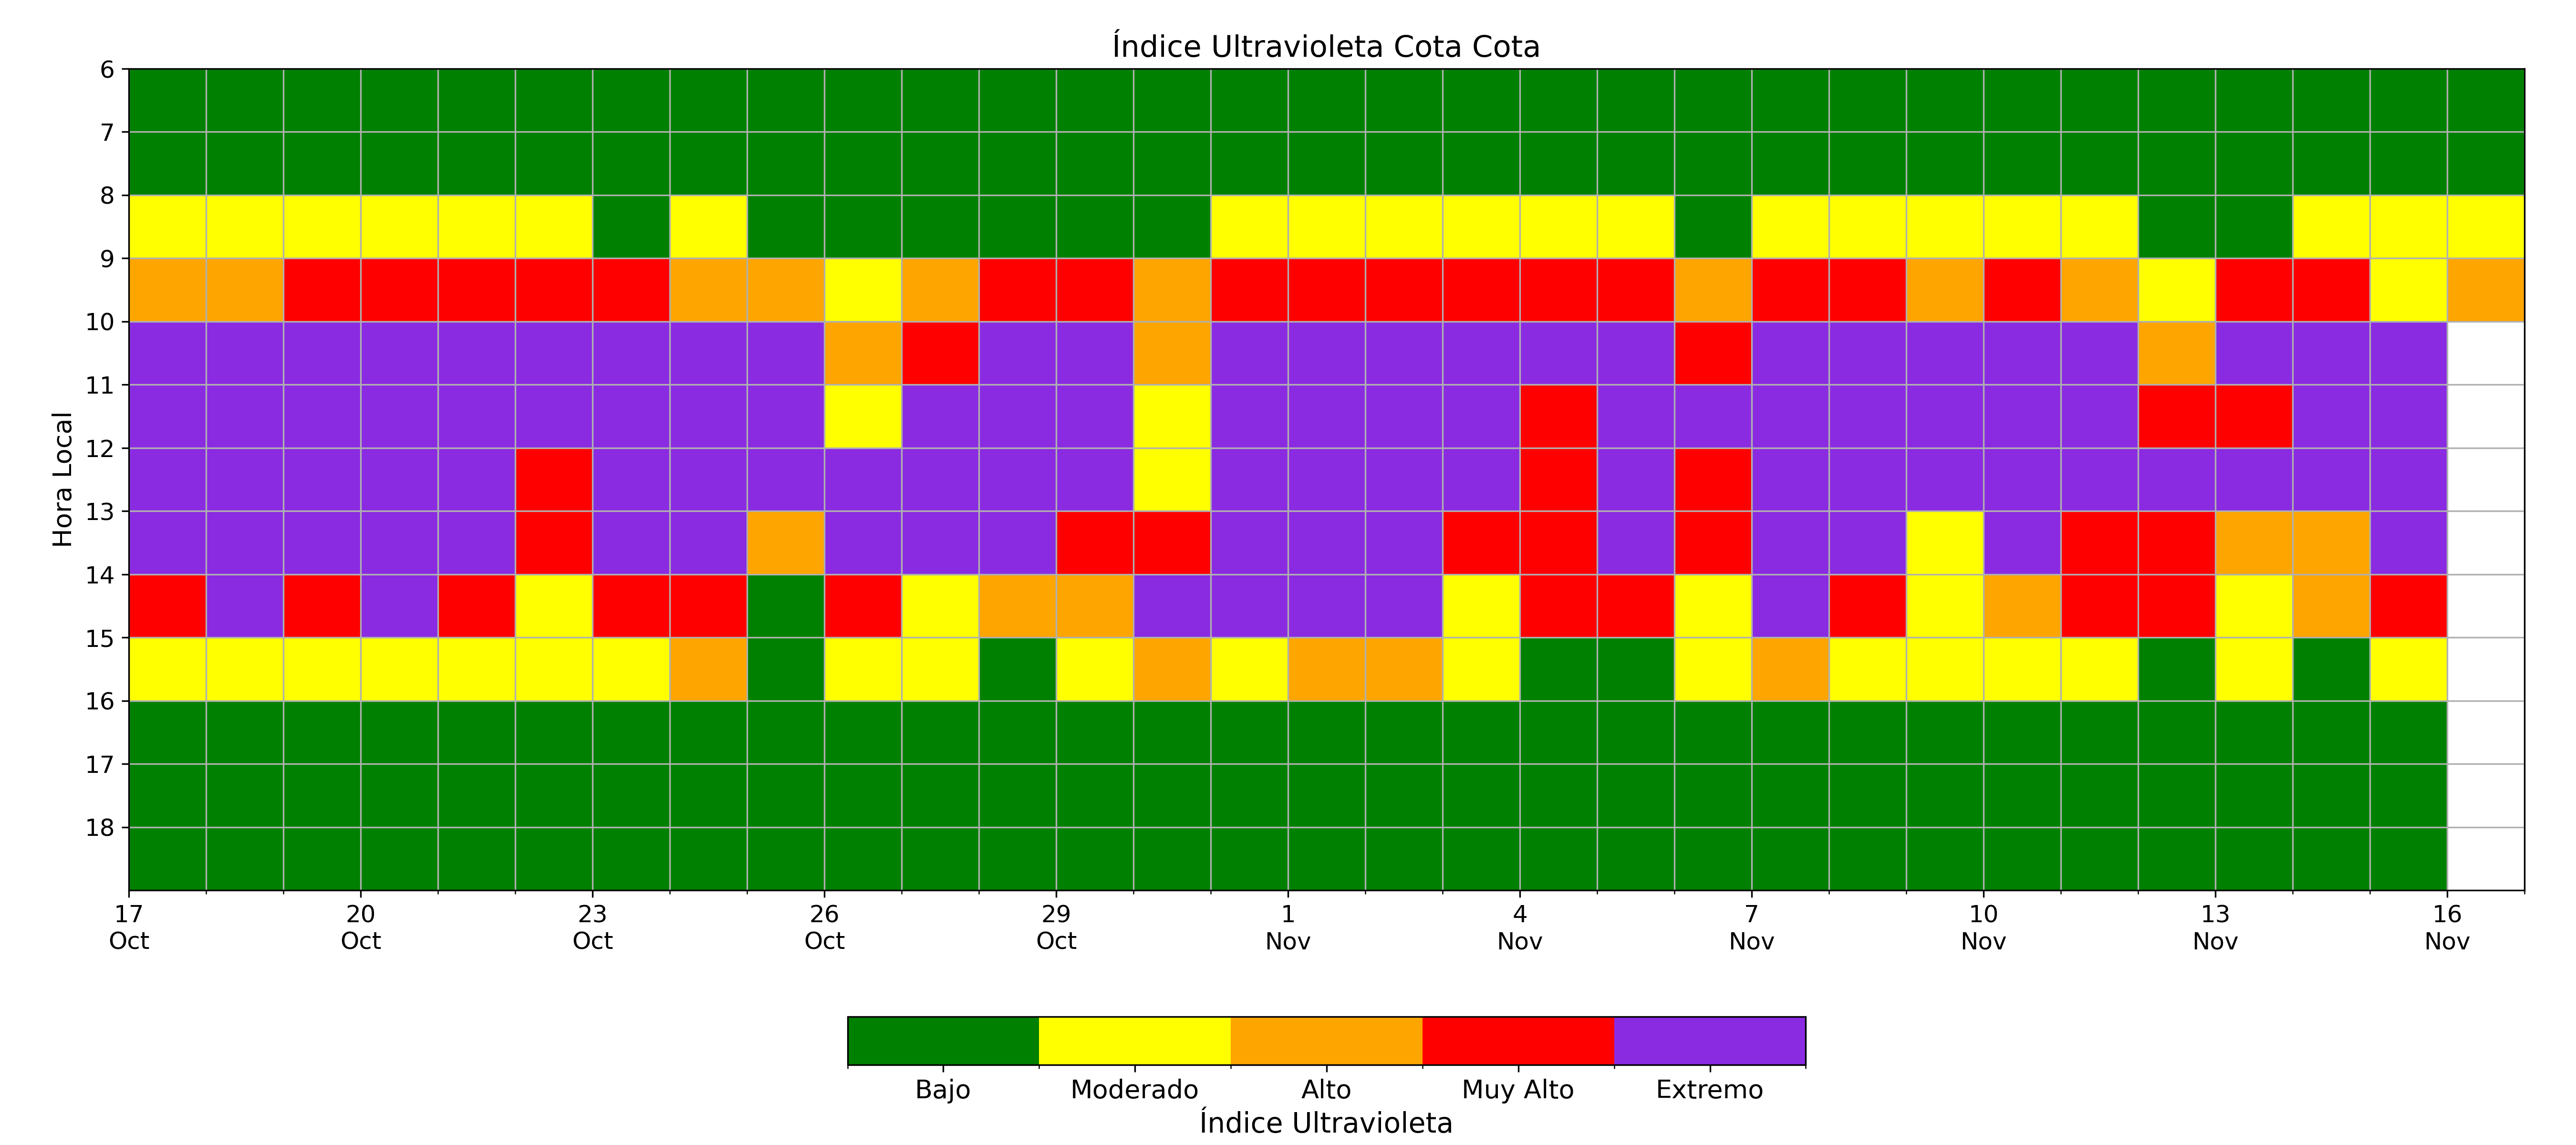 Índice Ultravioleta Cota Cota
Hora Local
6
7
8
9
10
11
12
13
14
15
16
17
18
17 20 23 26 29 1 4 7 10 13 16
Oct Oct Oct Oct Oct Nov Nov Nov Nov Nov Nov
Bajo Moderado Alto Muy Alto Extremo
Índice Ultravioleta